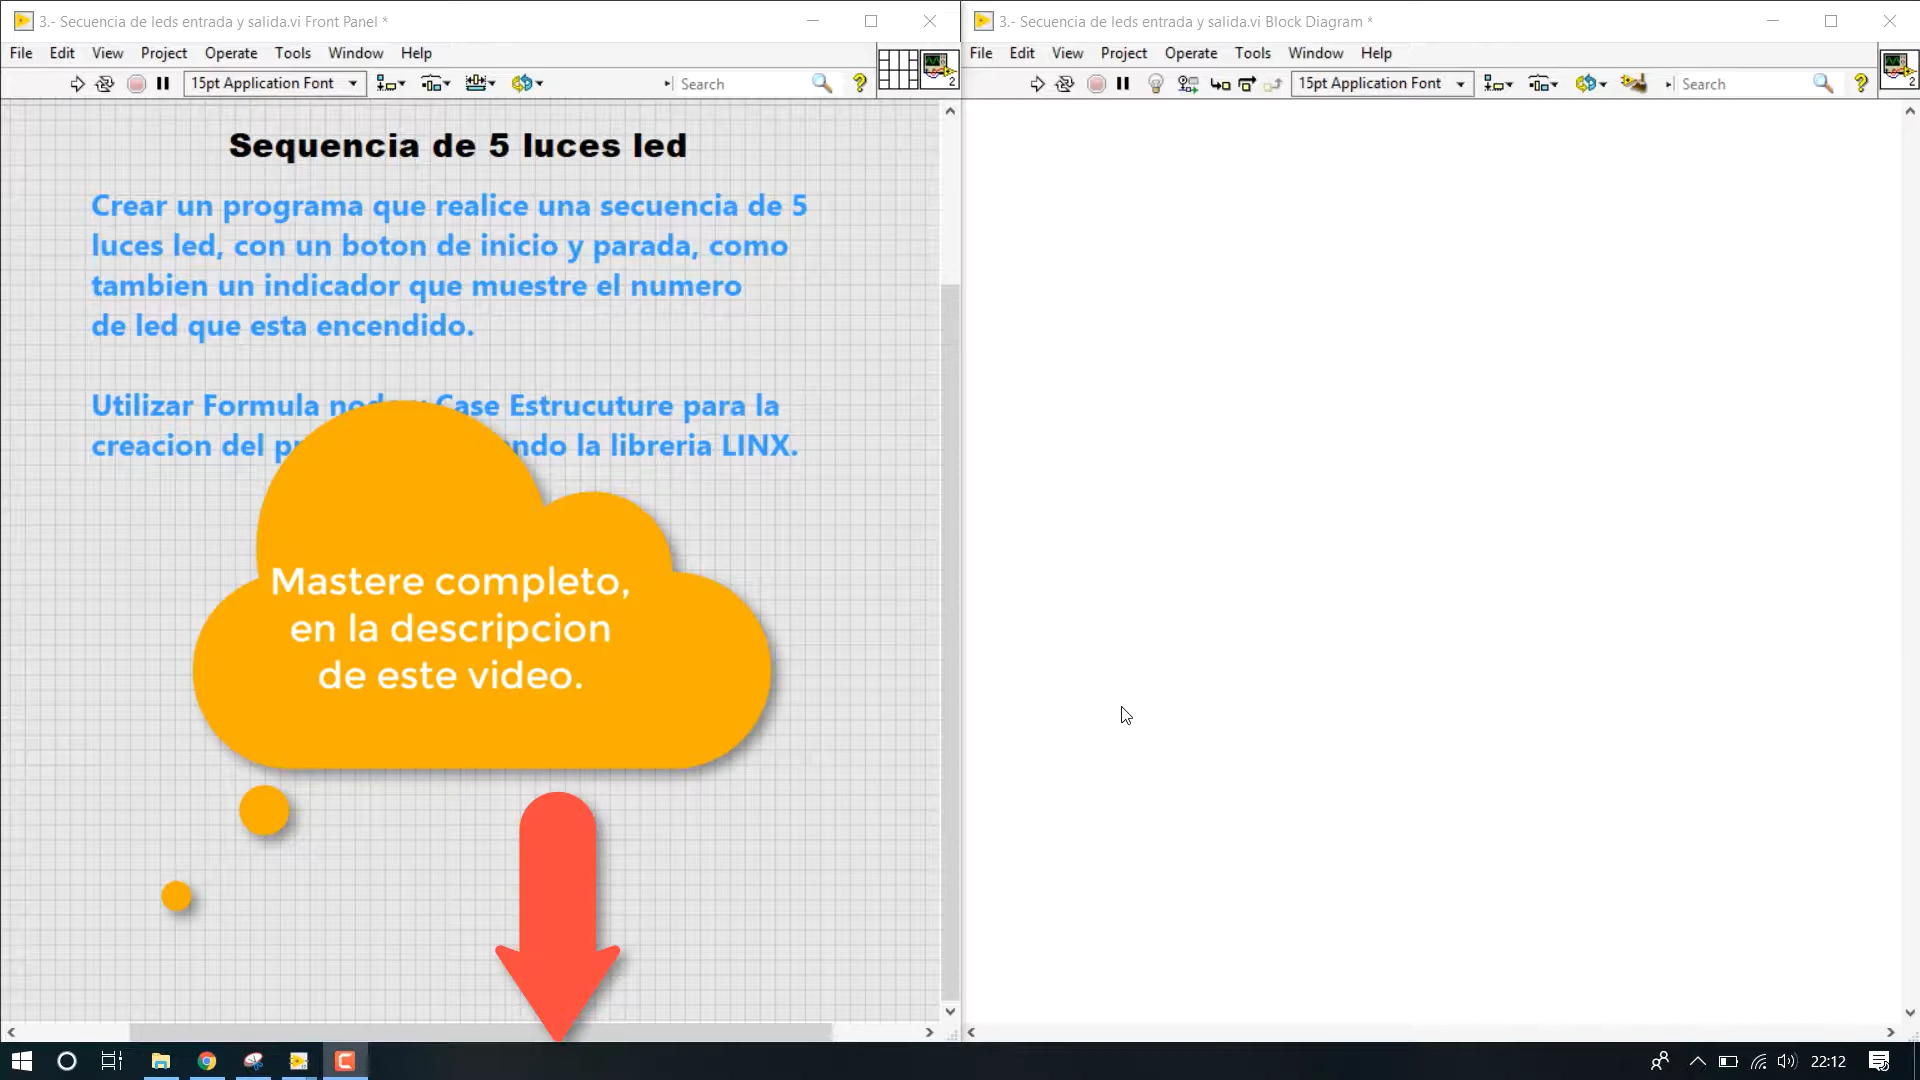 3.- Secuencia de leds entrada y salida.vi Front Panel *
File Edit View Project Operate Tools Window Help
15pt Application Font
Search
2
Sequencia de 5 luces led
Crear un programa que realice una secuencia de 5
luces led, con un boton de inicio y parada, como
tambien un indicador que muestre el numero
de led que esta encendido.
Utilizar Formula Case Estrucuture para la
creacion del la libreria LINX.
Mastere completo,
en la descripcion
de este video.
3.- Secuencia de leds entrada y salida.vi Block Diagram *
File Edit View Project Operate Tools Window Help
15pt Application Font
Search
2
22:12